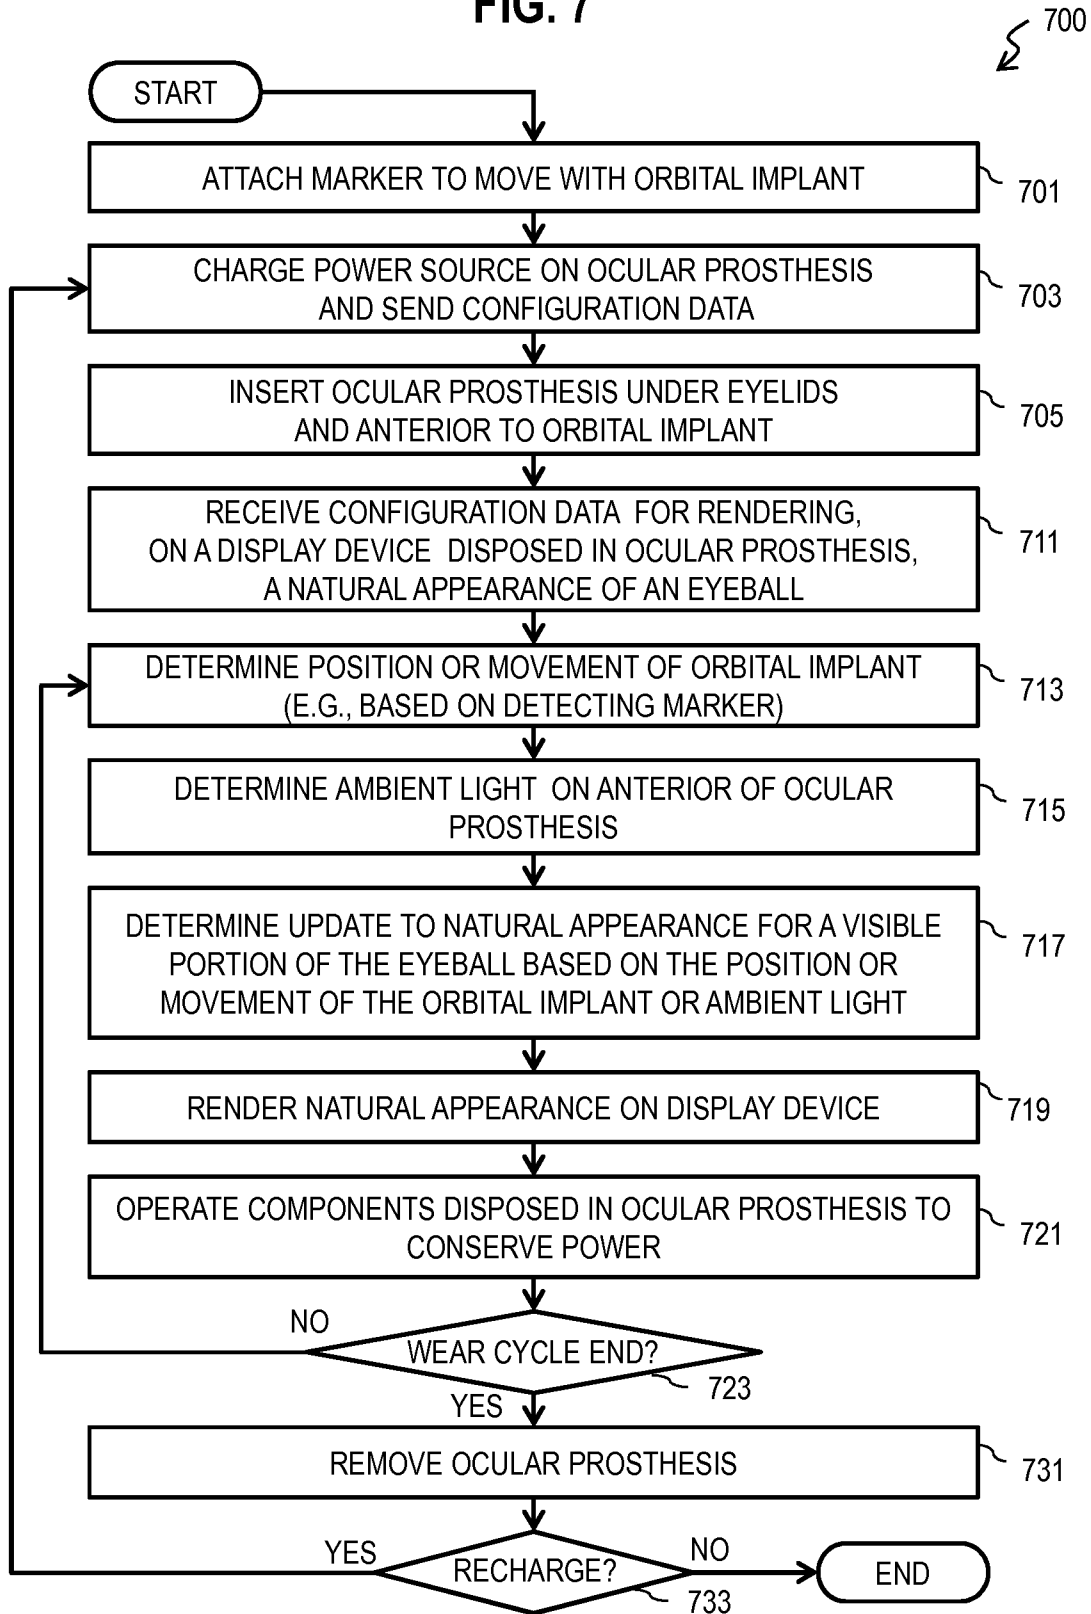 FIG. 7
700
START
ATTACH MARKER TO MOVE WITH ORBITAL IMPLANT
701
CHARGE POWER SOURCE ON OCULAR PROSTHESIS
AND SEND CONFIGURATION DATA
703
INSERT OCULAR PROSTHESIS UNDER EYELIDS
AND ANTERIOR TO ORBITAL IMPLANT
705
RECEIVE CONFIGURATION DATA FOR RENDERING,
ON A DISPLAY DEVICE DISPOSED IN OCULAR PROSTHESIS,
A NATURAL APPEARANCE OF AN EYEBALL
711
DETERMINE POSITION OR MOVEMENT OF ORBITAL IMPLANT
(E.G., BASED ON DETECTING MARKER)
713
DETERMINE AMBIENT LIGHT ON ANTERIOR OF OCULAR
PROSTHESIS
715
DETERMINE UPDATE TO NATURAL APPEARANCE FOR A VISIBLE
PORTION OF THE EYEBALL BASED ON THE POSITION OR
MOVEMENT OF THE ORBITAL IMPLANT OR AMBIENT LIGHT
717
RENDER NATURAL APPEARANCE ON DISPLAY DEVICE
719
OPERATE COMPONENTS DISPOSED IN OCULAR PROSTHESIS TO
CONSERVE POWER
721
NO
WEAR CYCLE END?
723
YES
REMOVE OCULAR PROSTHESIS
731
YES
RECHARGE?
NO
733
END